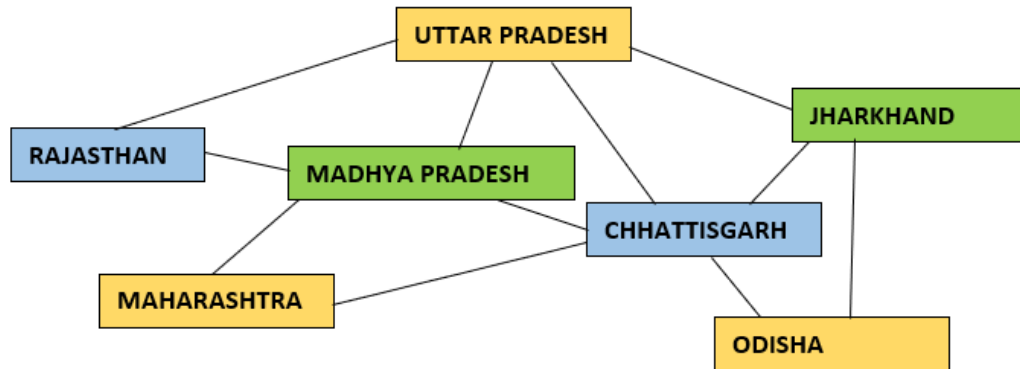 UTTAR PRADESH
JHARKHAND
RAJASTHAN
MADHYA PRADESH
CHHATTISGARH
MAHARASHTRA
ODISHA